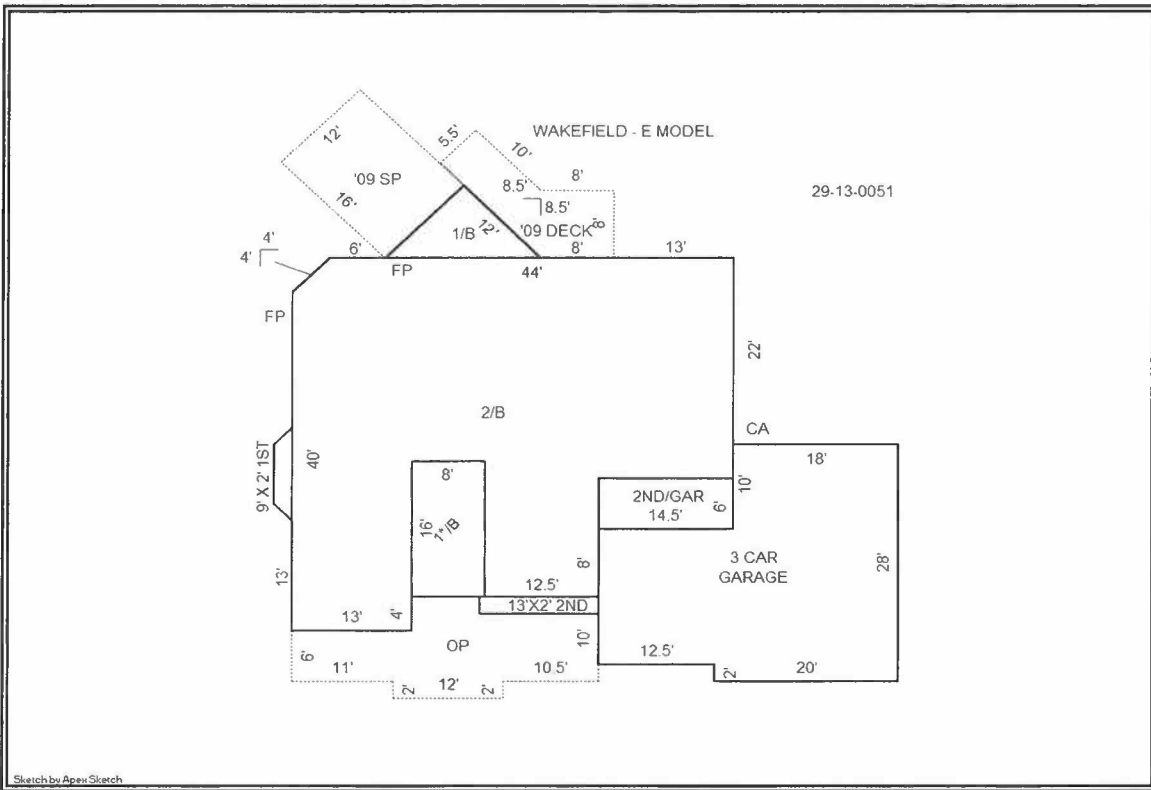 WAKEFIELD - E MODEL
29-13-0051
12'
5.5'
10'
'09 SP
8.5'
8'
16'
8.5'
8'
1/B
12'
'09 DECK
4'
4'
6'
8'
13'
FP
44'
FP
22'
2/B
CA
40'
9' X 2' 1ST
8'
18'
10'
2ND/GAR
14.5'
6'
16'
1*/B
3 CAR
GARAGE
28'
8'
12.5'
13'X2' 2ND
13'
13'
4'
OP
10'
12.5'
6'
11'
10.5'
2'
12'
2'
2'
20'
Sketch by Apex Sketch